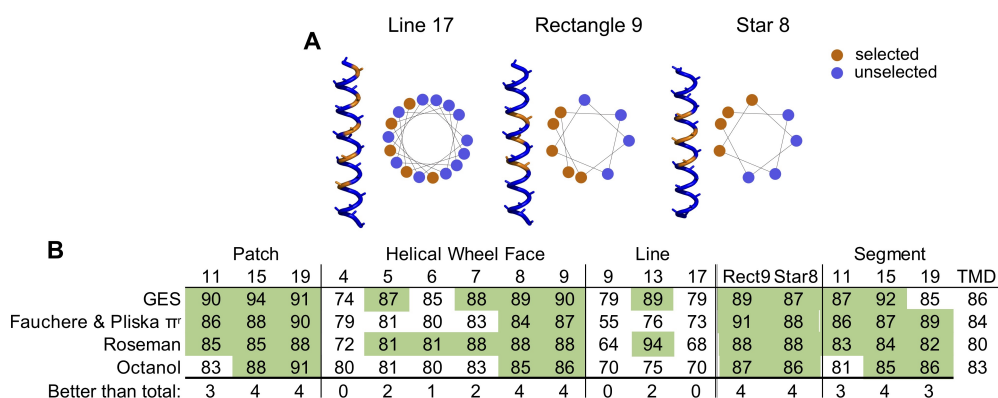 Line 17 Rectangle 9 Star 8
A
selected
unselected
B
Patch Helical Wheel Face Line Segment
11 15 19 4 5 6 7 8 9 9 13 17 Rect9 Star8 11 15 19 TMD
GES 90 94 91 74 87 85 88 89 90 79 89 79 89 87 87 92 85 86
Fauchere & Pliska πʳ 86 88 90 79 81 80 83 84 87 55 76 73 91 88 86 87 89 84
Roseman 85 85 88 72 81 81 88 88 88 64 94 68 88 88 83 84 82 80
Octanol 83 88 91 80 81 80 83 85 86 70 75 70 87 86 81 85 86 83
Better than total: 3 4 4 0 2 1 2 4 4 0 2 0 4 4 3 4 3